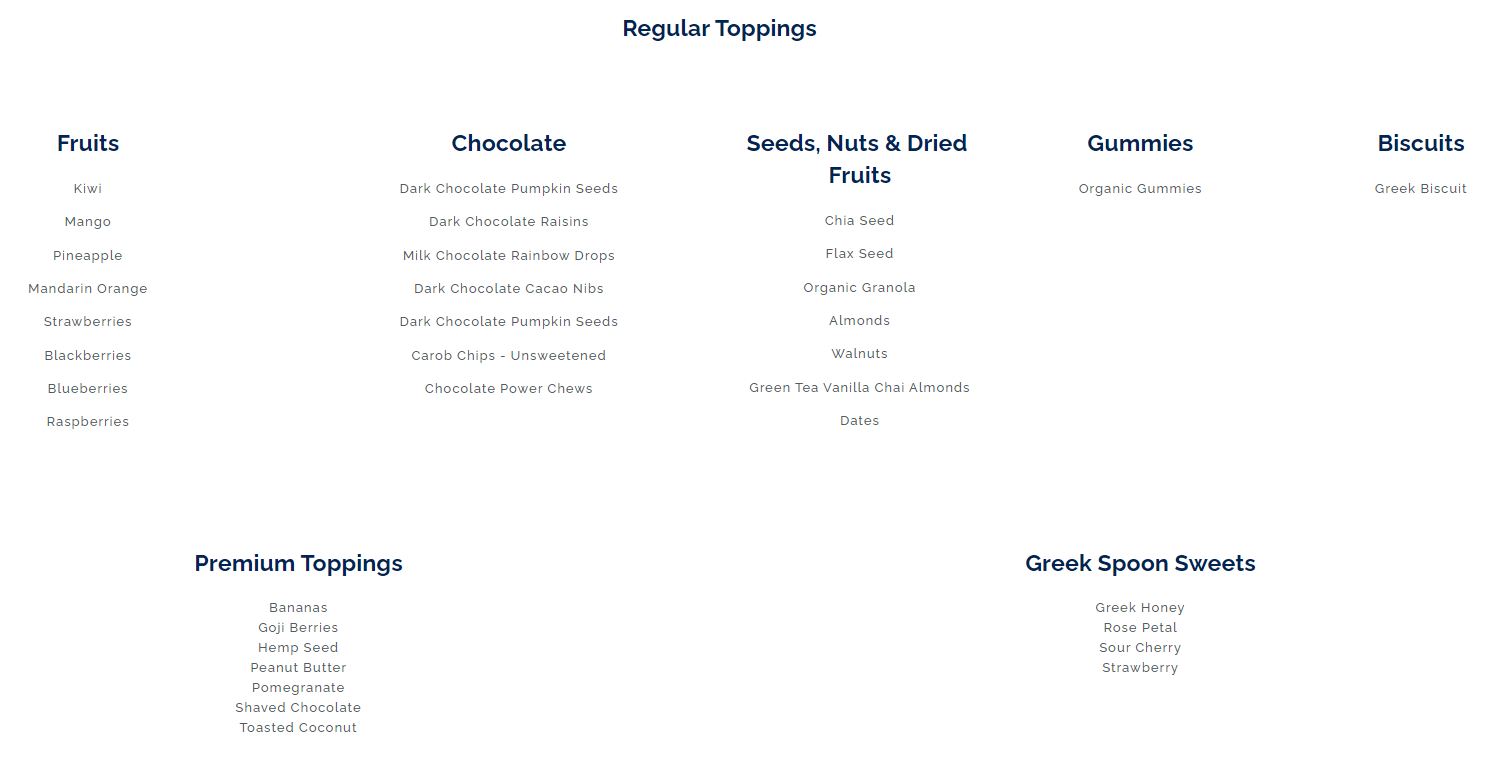 Regular Toppings
Fruits
Kiwi
Mango
Pineapple
Mandarin Orange
Strawberries
Blackberries
Blueberries
Raspberries
Chocolate
Dark Chocolate Pumpkin Seeds
Dark Chocolate Raisins
Milk Chocolate Rainbow Drops
Dark Chocolate Cacao Nibs
Dark Chocolate Pumpkin Seeds
Carob Chips - Unsweetened
Chocolate Power Chews
Seeds, Nuts & Dried
Fruits
Chia Seed
Flax Seed
Organic Granola
Almonds
Walnuts
Green Tea Vanilla Chai Almonds
Dates
Gummies
Organic Gummies
Biscuits
Greek Biscuit
Premium Toppings
Bananas
Goji Berries
Hemp Seed
Peanut Butter
Pomegranate
Shaved Chocolate
Toasted Coconut
Greek Spoon Sweets
Greek Honey
Rose Petal
Sour Cherry
Strawberry